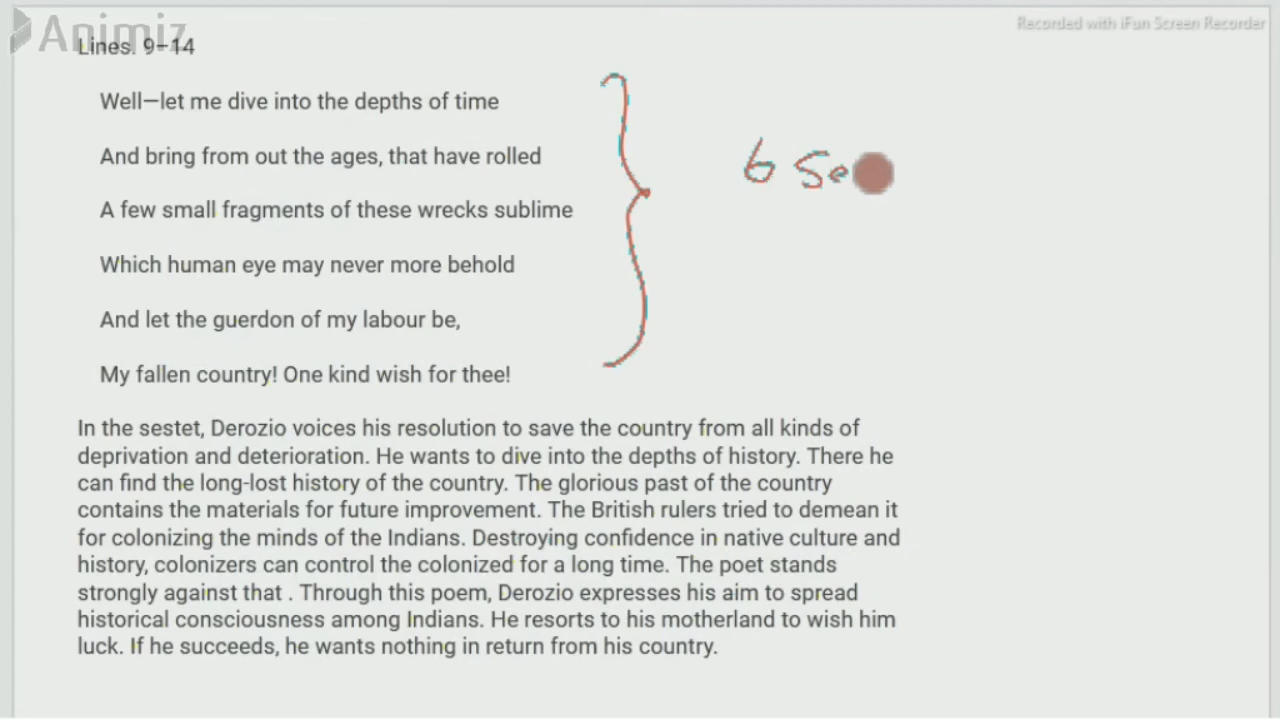 Animiz
Recorded with iFun Screen Recorder
Lines. 9–14
Well—let me dive into the depths of time
And bring from out the ages, that have rolled
A few small fragments of these wrecks sublime
Which human eye may never more behold
And let the guerdon of my labour be,
My fallen country! One kind wish for thee!
6 Se
In the sestet, Derozio voices his resolution to save the country from all kinds of
deprivation and deterioration. He wants to dive into the depths of history. There he
can find the long-lost history of the country. The glorious past of the country
contains the materials for future improvement. The British rulers tried to demean it
for colonizing the minds of the Indians. Destroying confidence in native culture and
history, colonizers can control the colonized for a long time. The poet stands
strongly against that . Through this poem, Derozio expresses his aim to spread
historical consciousness among Indians. He resorts to his motherland to wish him
luck. If he succeeds, he wants nothing in return from his country.